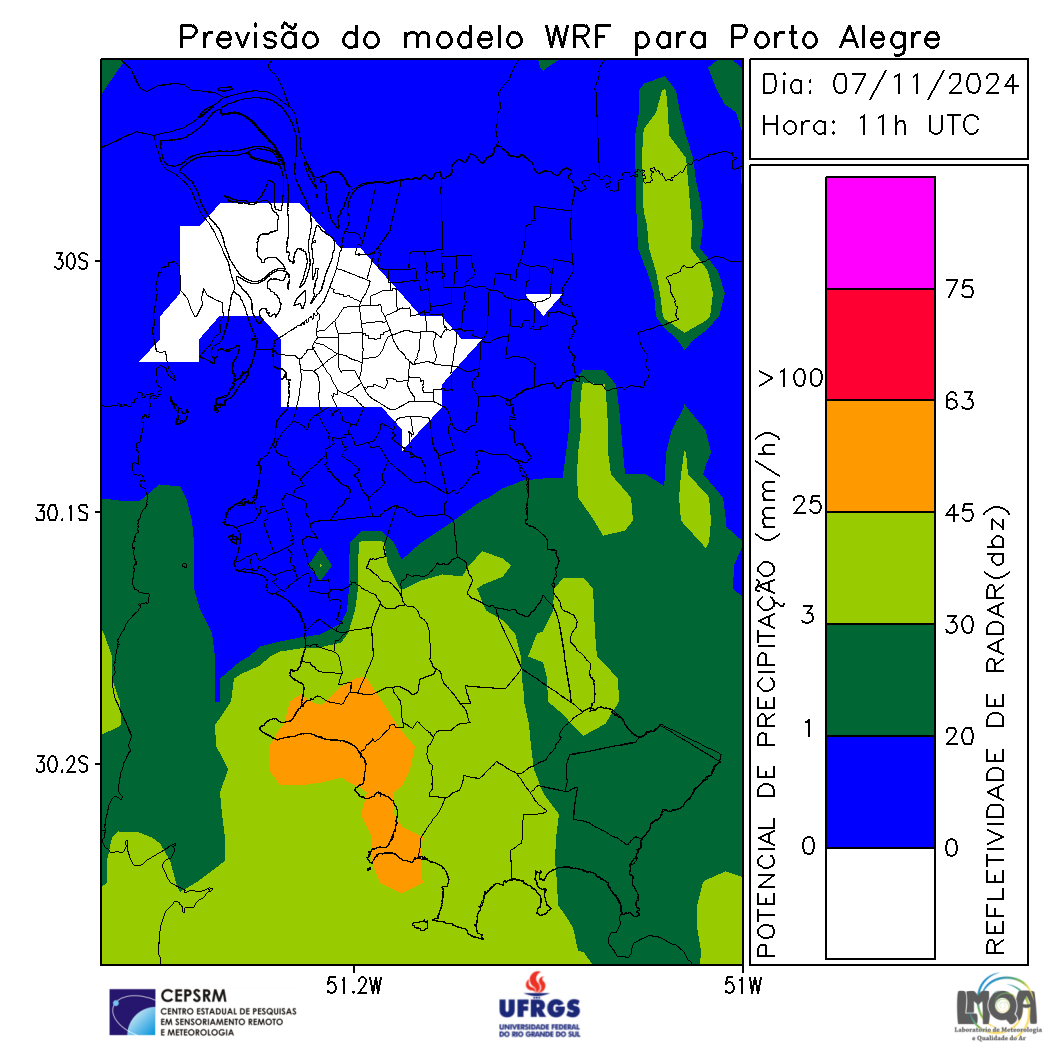 Previsão do modelo WRF para Porto Alegre
Dia: 07/11/2024
Hora: 11h UTC
30S
30.1S
30.2S
51.2W
51W
POTENCIAL DE PRECIPITAÇÃO (mm/h)
>100
25
3
1
0
75
63
45
30
20
0
REFLETIVIDADE DE RADAR(dbz)
CEPSRM
CENTRO ESTADUAL DE PESQUISAS
EM SENSORIAMENTO REMOTO
E METEOROLOGIA
UFRGS
UNIVERSIDADE FEDERAL
DO RIO GRANDE DO SUL
LMQA
Laboratório de Meteorologia
e Qualidade do Ar